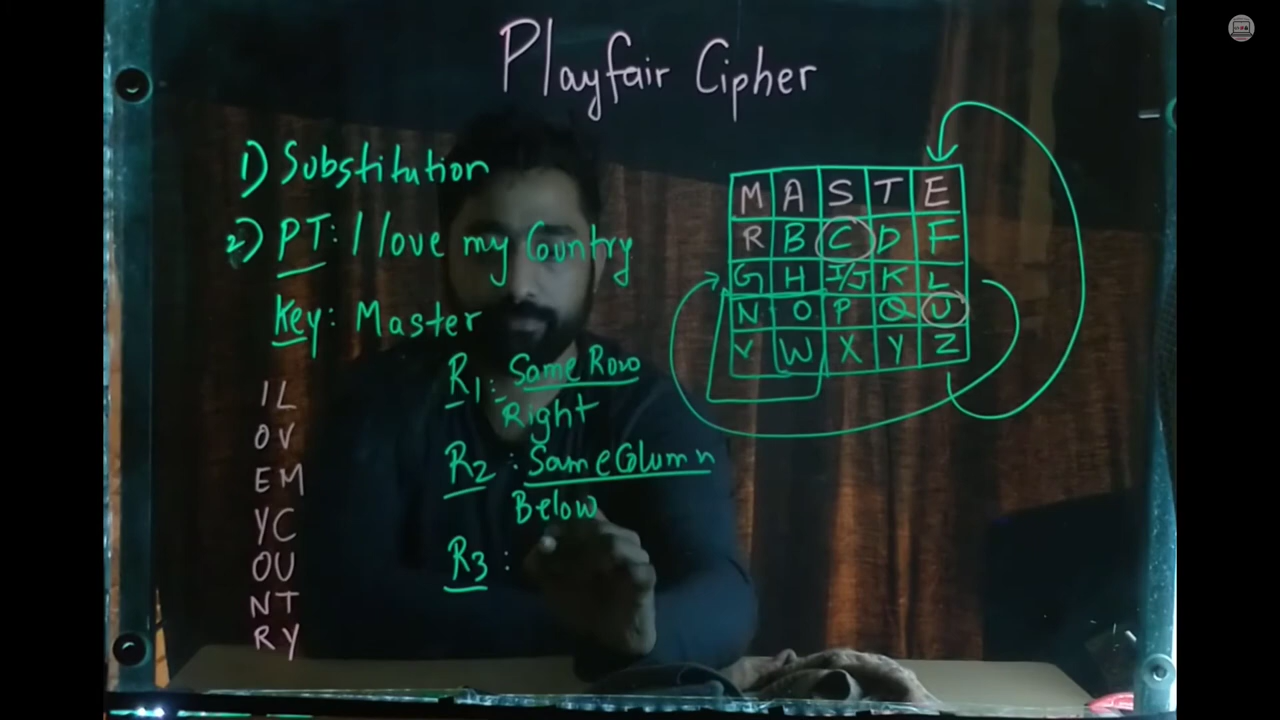 Playfair Cipher
1) Substitution
2) PT: I love my Country
Key: Master
IL
OV
EM
YC
OU
NT
RY
R1: Same Row
Right
R2: Same Column
Below
R3:
M A S T E
R B C D F
G H I/J K L
N O P Q U
V W X Y Z